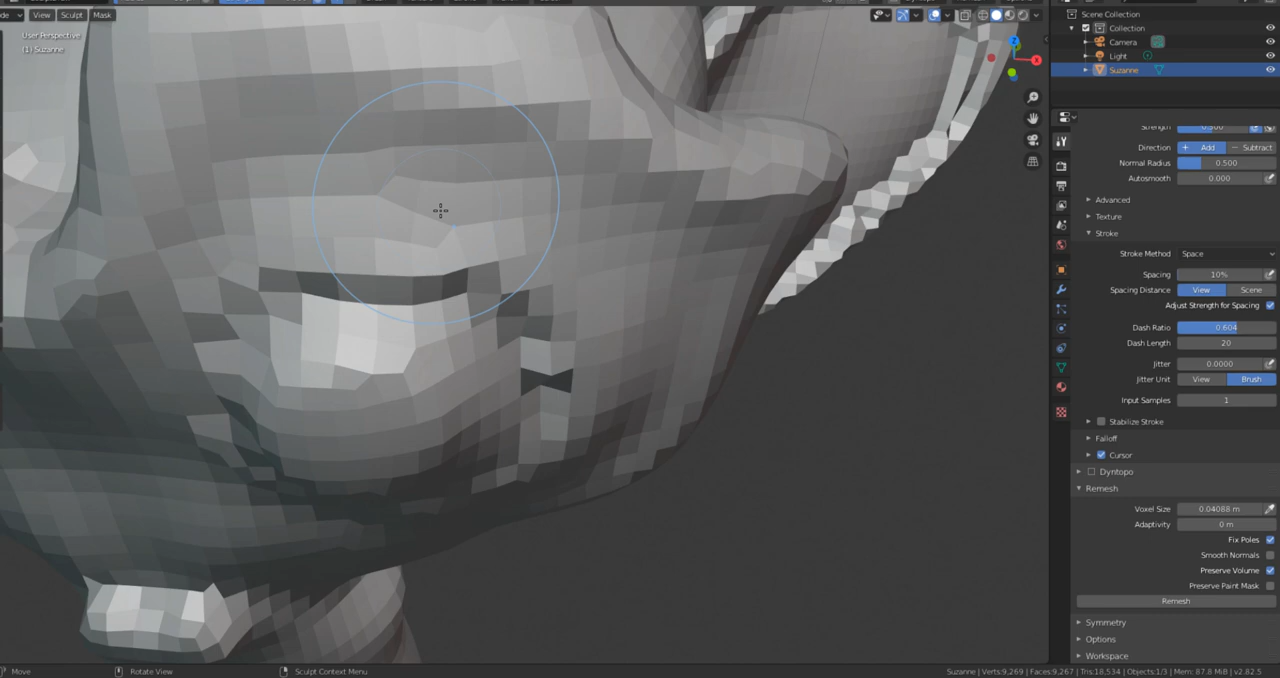 View Sculpt Mask
User Perspective
(1) Suzanne
Z
X
Scene Collection
Collection
Camera
Light
Suzanne
Strength 0.500
Direction + Add − Subtract
Normal Radius 0.500
Autosmooth 0.000
Advanced
Texture
Stroke
Stroke Method Space
Spacing 10%
Spacing Distance View Scene
Adjust Strength for Spacing
Dash Ratio 0.604
Dash Length 20
Jitter 0.0000
Jitter Unit View Brush
Input Samples 1
Stabilize Stroke
Falloff
Cursor
Dyntopo
Remesh
Voxel Size 0.04088 m
Adaptivity 0 m
Fix Poles
Smooth Normals
Preserve Volume
Preserve Paint Mask
Remesh
Symmetry
Options
Workspace
Move Rotate View Sculpt Context Menu Suzanne | Verts:9,269 | Faces:9,267 | Tris:18,534 | Objects:1/3 | Mem: 87.8 MiB | v2.82.5